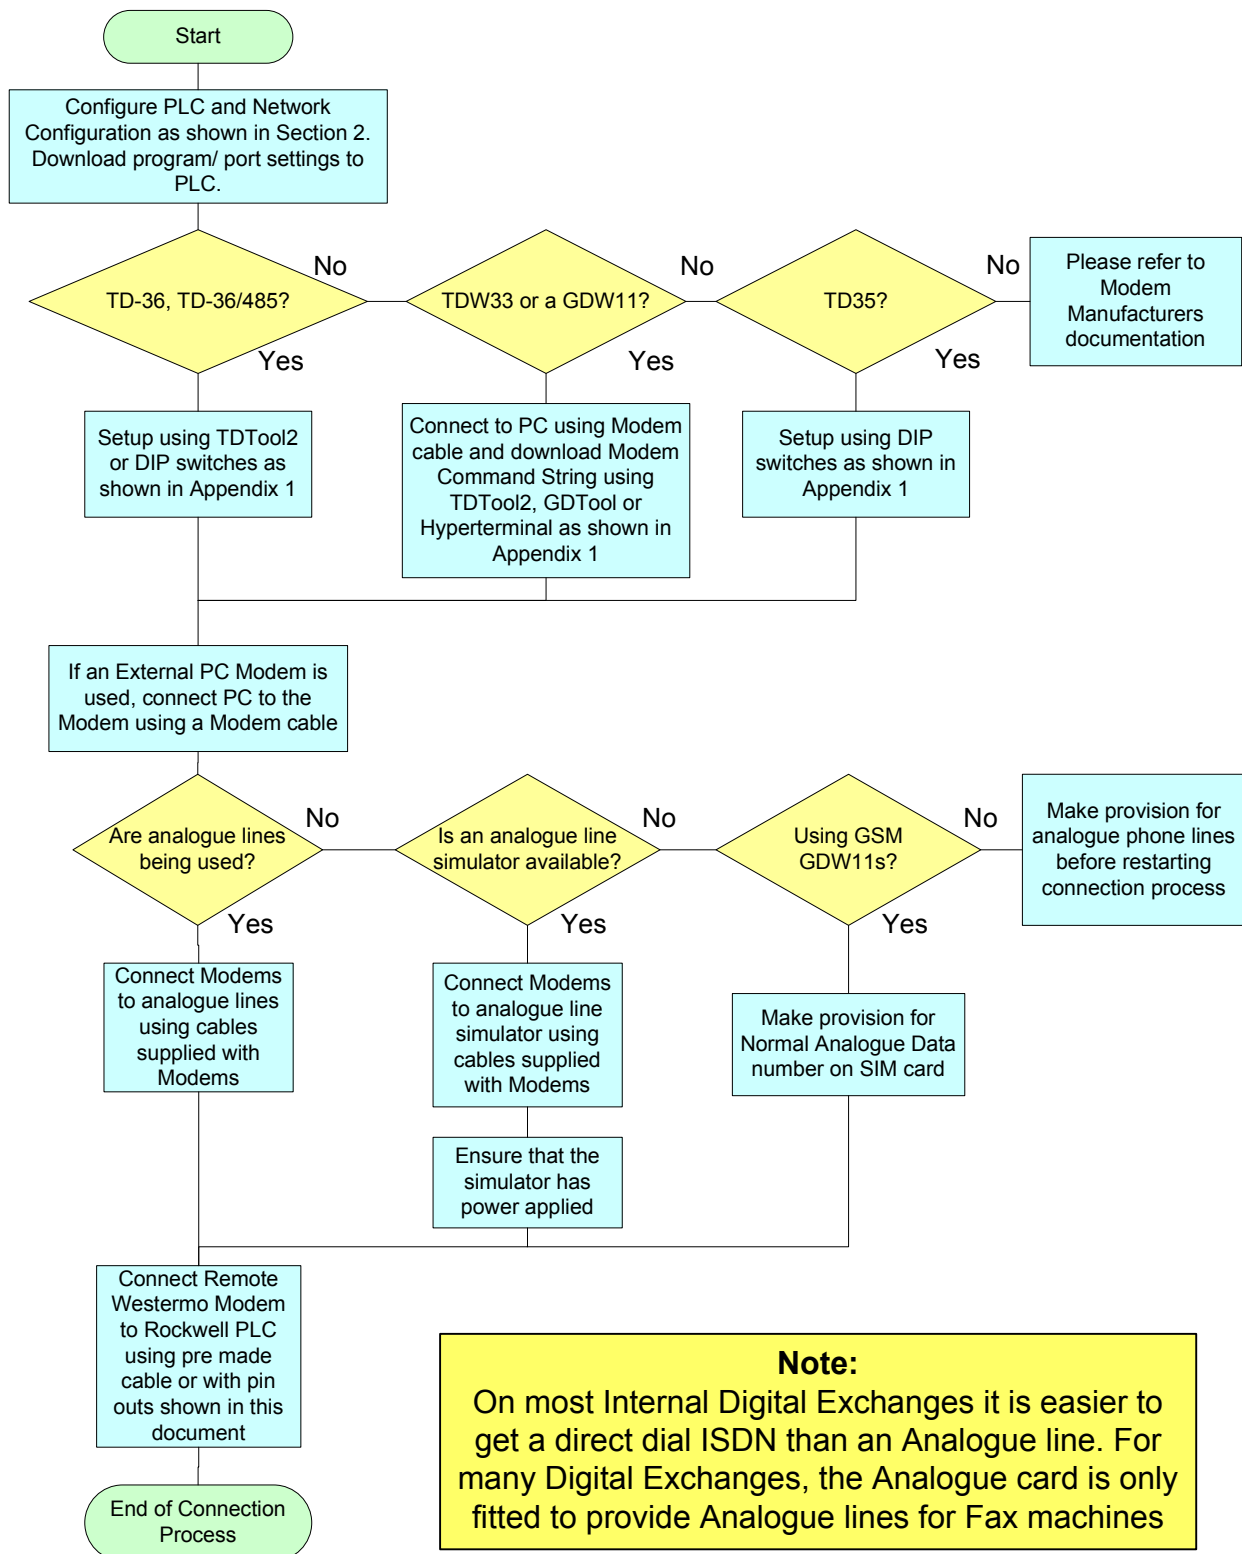 Start
Configure PLC and Network
Configuration as shown in Section 2.
Download program/ port settings to
PLC.
TD-36, TD-36/485?
No
Yes
TDW33 or a GDW11?
No
Yes
TD35?
No
Yes
Please refer to
Modem
Manufacturers
documentation
Setup using TDTool2
or DIP switches as
shown in Appendix 1
Connect to PC using Modem
cable and download Modem
Command String using
TDTool2, GDTool or
Hyperterminal as shown in
Appendix 1
Setup using DIP
switches as shown in
Appendix 1
If an External PC Modem is
used, connect PC to the
Modem using a Modem cable
Are analogue lines
being used?
No
Yes
Is an analogue line
simulator available?
No
Yes
Using GSM
GDW11s?
No
Yes
Make provision for
analogue phone lines
before restarting
connection process
Connect Modems
to analogue lines
using cables
supplied with
Modems
Connect Modems
to analogue line
simulator using
cables supplied
with Modems
Make provision for
Normal Analogue Data
number on SIM card
Ensure that the
simulator has
power applied
Connect Remote
Westermo Modem
to Rockwell PLC
using pre made
cable or with pin
outs shown in this
document
End of Connection
Process
Note:
On most Internal Digital Exchanges it is easier to
get a direct dial ISDN than an Analogue line. For
many Digital Exchanges, the Analogue card is only
fitted to provide Analogue lines for Fax machines